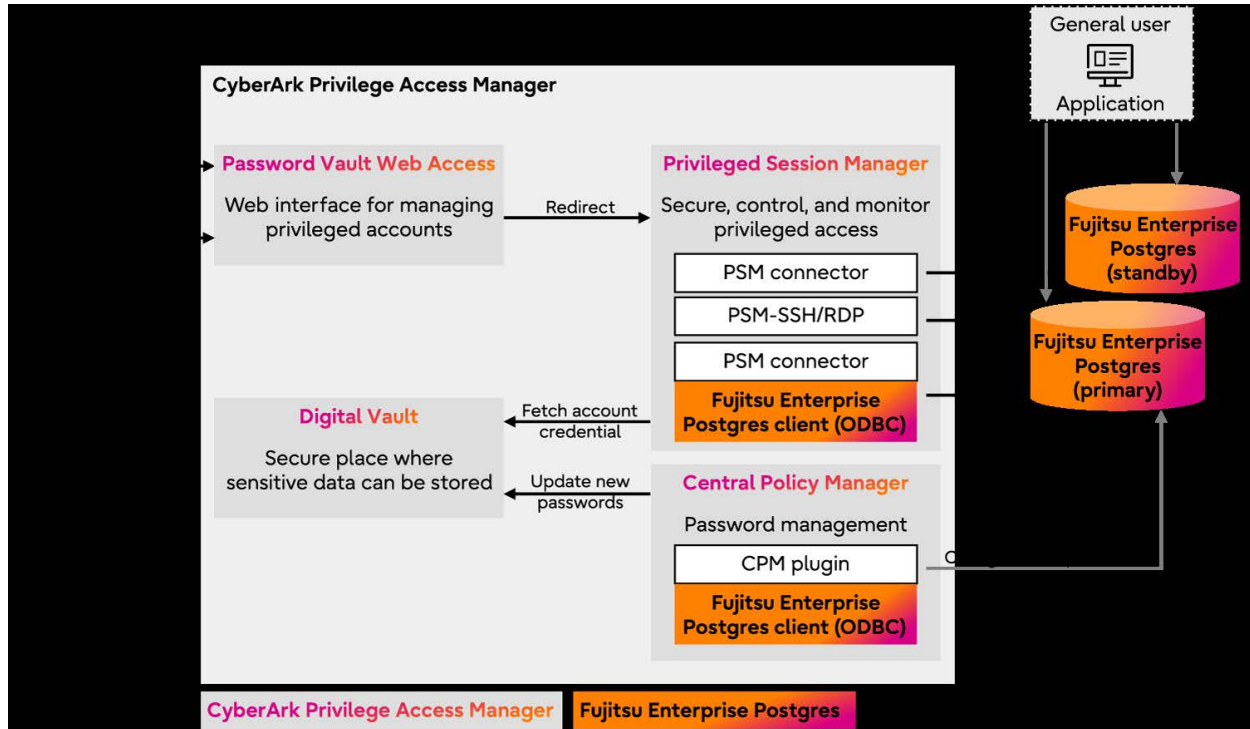 General user
Application
CyberArk Privilege Access Manager
Password Vault Web Access
Web interface for managing
privileged accounts
Redirect
Privileged Session Manager
Secure, control, and monitor
privileged access
PSM connector
PSM-SSH/RDP
PSM connector
Fujitsu Enterprise
Postgres client (ODBC)
Fujitsu Enterprise
Postgres
(standby)
Fujitsu Enterprise
Postgres
(primary)
Digital Vault
Secure place where
sensitive data can be stored
Fetch account
credential
Update new
passwords
Central Policy Manager
Password management
CPM plugin
Fujitsu Enterprise
Postgres client (ODBC)
CyberArk Privilege Access Manager
Fujitsu Enterprise Postgres